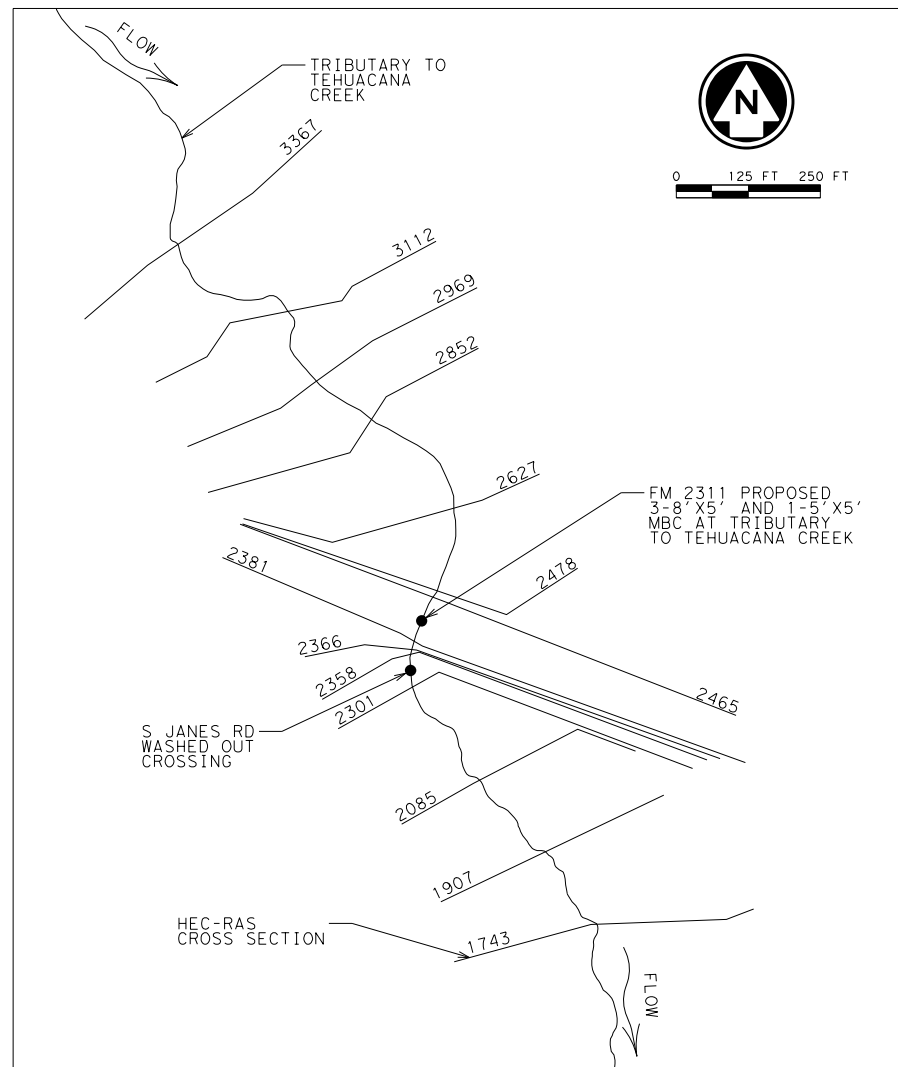 FLOW
TRIBUTARY TO
TEHUACANA
CREEK
N
0 125 FT 250 FT
3367
3112
2969
2852
2627
FM 2311 PROPOSED
3-8'X5' AND 1-5'X5'
MBC AT TRIBUTARY
TO TEHUACANA CREEK
2381
2478
2366
2358
2465
2301
S JANES RD
WASHED OUT
CROSSING
2085
1907
HEC-RAS
CROSS SECTION
1743
FLOW